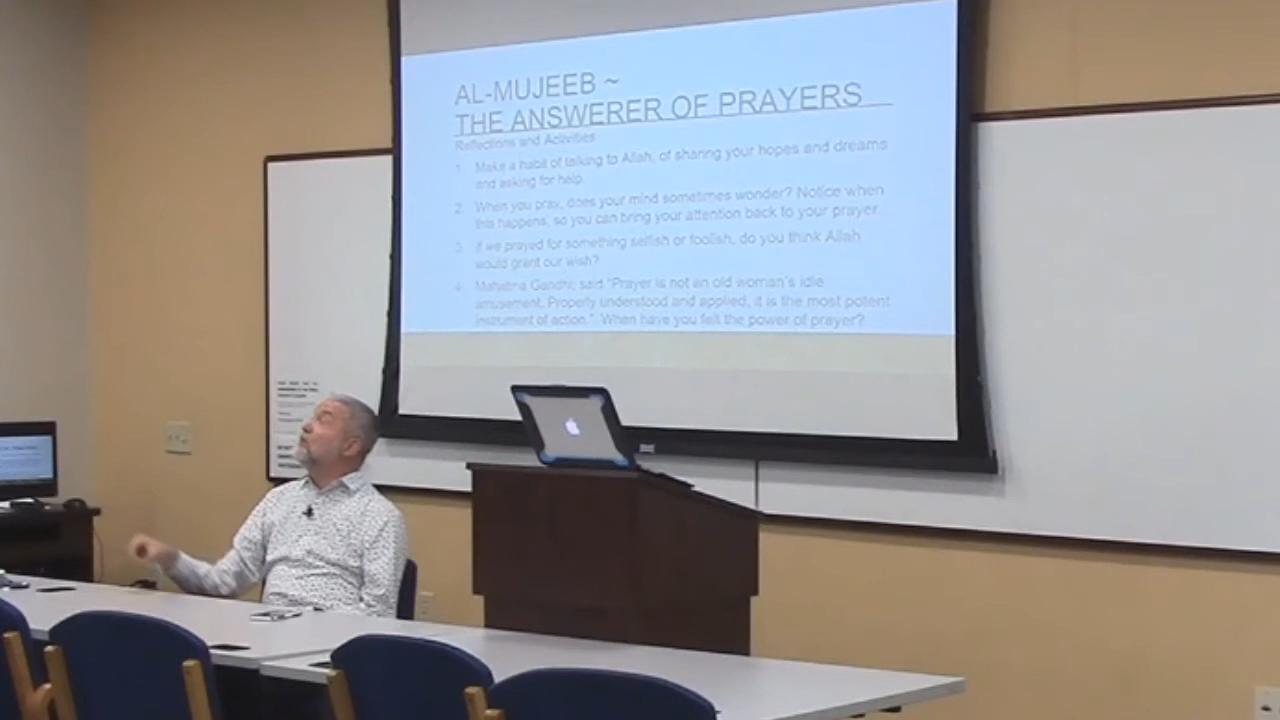 AL-MUJEEB ~
THE ANSWERER OF PRAYERS
Reflections and Activities
1. Make a habit of talking to Allah, of sharing your hopes and dreams
and asking for help.
2. When you pray, does your mind sometimes wonder? Notice when
this happens, so you can bring your attention back to your prayer.
3. If we prayed for something selfish or foolish, do you think Allah
would grant our wish?
4. Mahatma Gandhi, said "Prayer is not an old woman's idle
amusement. Properly understood and applied, it is the most potent
instrument of action.". When have you felt the power of prayer?